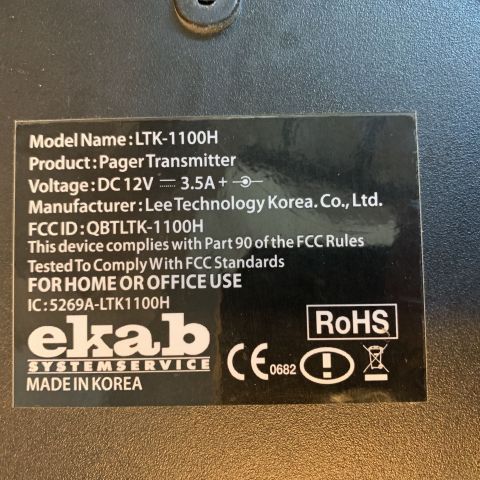 Model Name : LTK-1100H
Product : Pager Transmitter
Voltage : DC 12V ⎓ 3.5A +
Manufacturer : Lee Technology Korea. Co., Ltd.
FCC ID : QBTLTK-1100H
This device complies with Part 90 of the FCC Rules
Tested To Comply With FCC Standards
FOR HOME OR OFFICE USE
IC : 5269A-LTK1100H
ekab
SYSTEMSERVICE
MADE IN KOREA
RoHS
CE 0682